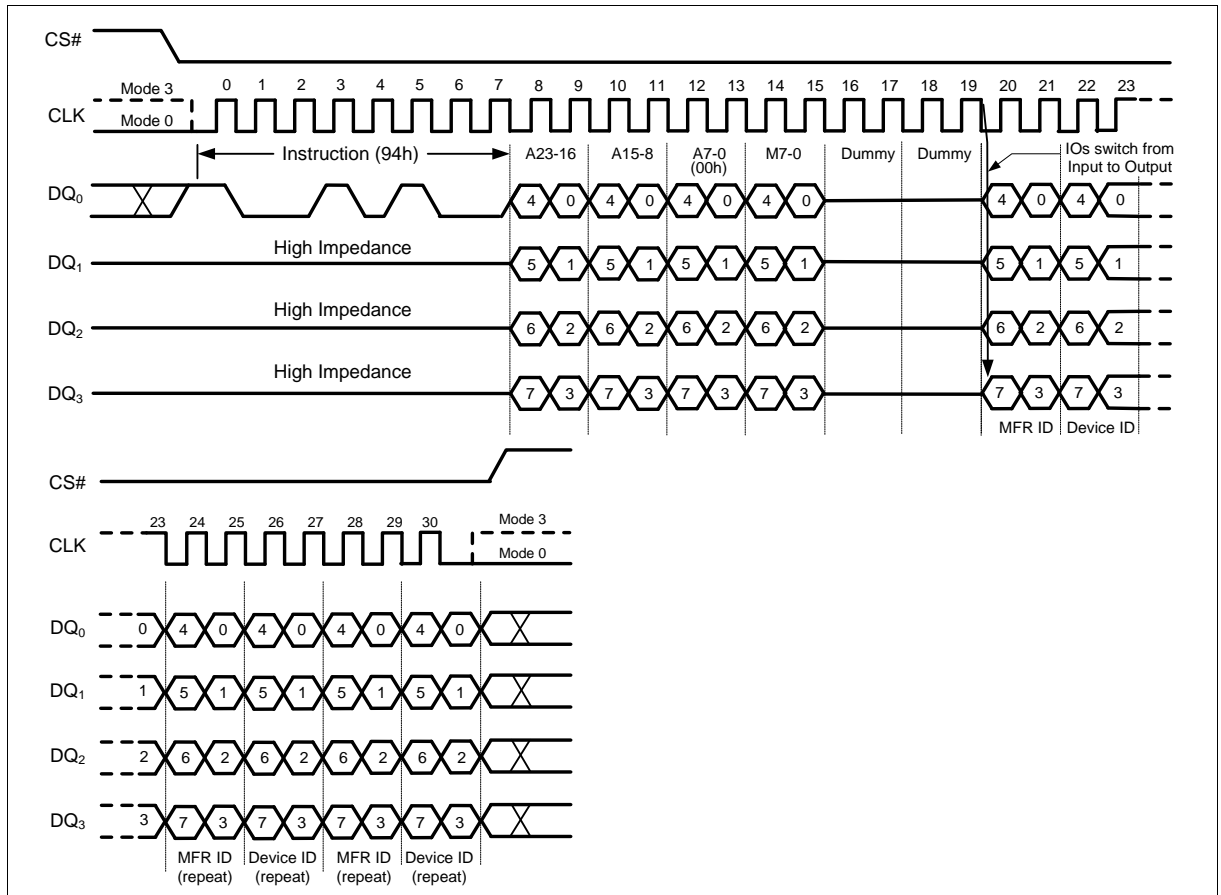 CS#
Mode 3 0 1 2 3 4 5 6 7 8 9 10 11 12 13 14 15 16 17 18 19 20 21 22 23
CLK
Mode 0
Instruction (94h) A23-16 A15-8 A7-0 M7-0 Dummy Dummy IOs switch from
(00h) Input to Output
DQ0 4 0 4 0 4 0 4 0 4 0 4 0
High Impedance
DQ1 5 1 5 1 5 1 5 1 5 1 5 1
High Impedance
DQ2 6 2 6 2 6 2 6 2 6 2 6 2
High Impedance
DQ3 7 3 7 3 7 3 7 3 7 3 7 3
MFR ID Device ID
CS#
23 24 25 26 27 28 29 30 Mode 3
CLK
Mode 0
DQ0 0 4 0 4 0 4 0 4 0
DQ1 1 5 1 5 1 5 1 5 1
DQ2 2 6 2 6 2 6 2 6 2
DQ3 3 7 3 7 3 7 3 7 3
MFR ID Device ID MFR ID Device ID
(repeat) (repeat) (repeat) (repeat)